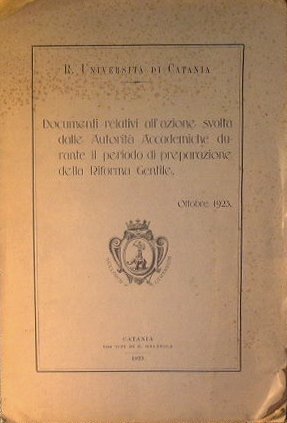 R. Università di Catania
Documenti relativi all'azione svolta
dalle Autorità Accademiche du-
rante il periodo di preparazione
della Riforma Gentile.
Ottobre 1923.
CATANIA
1923